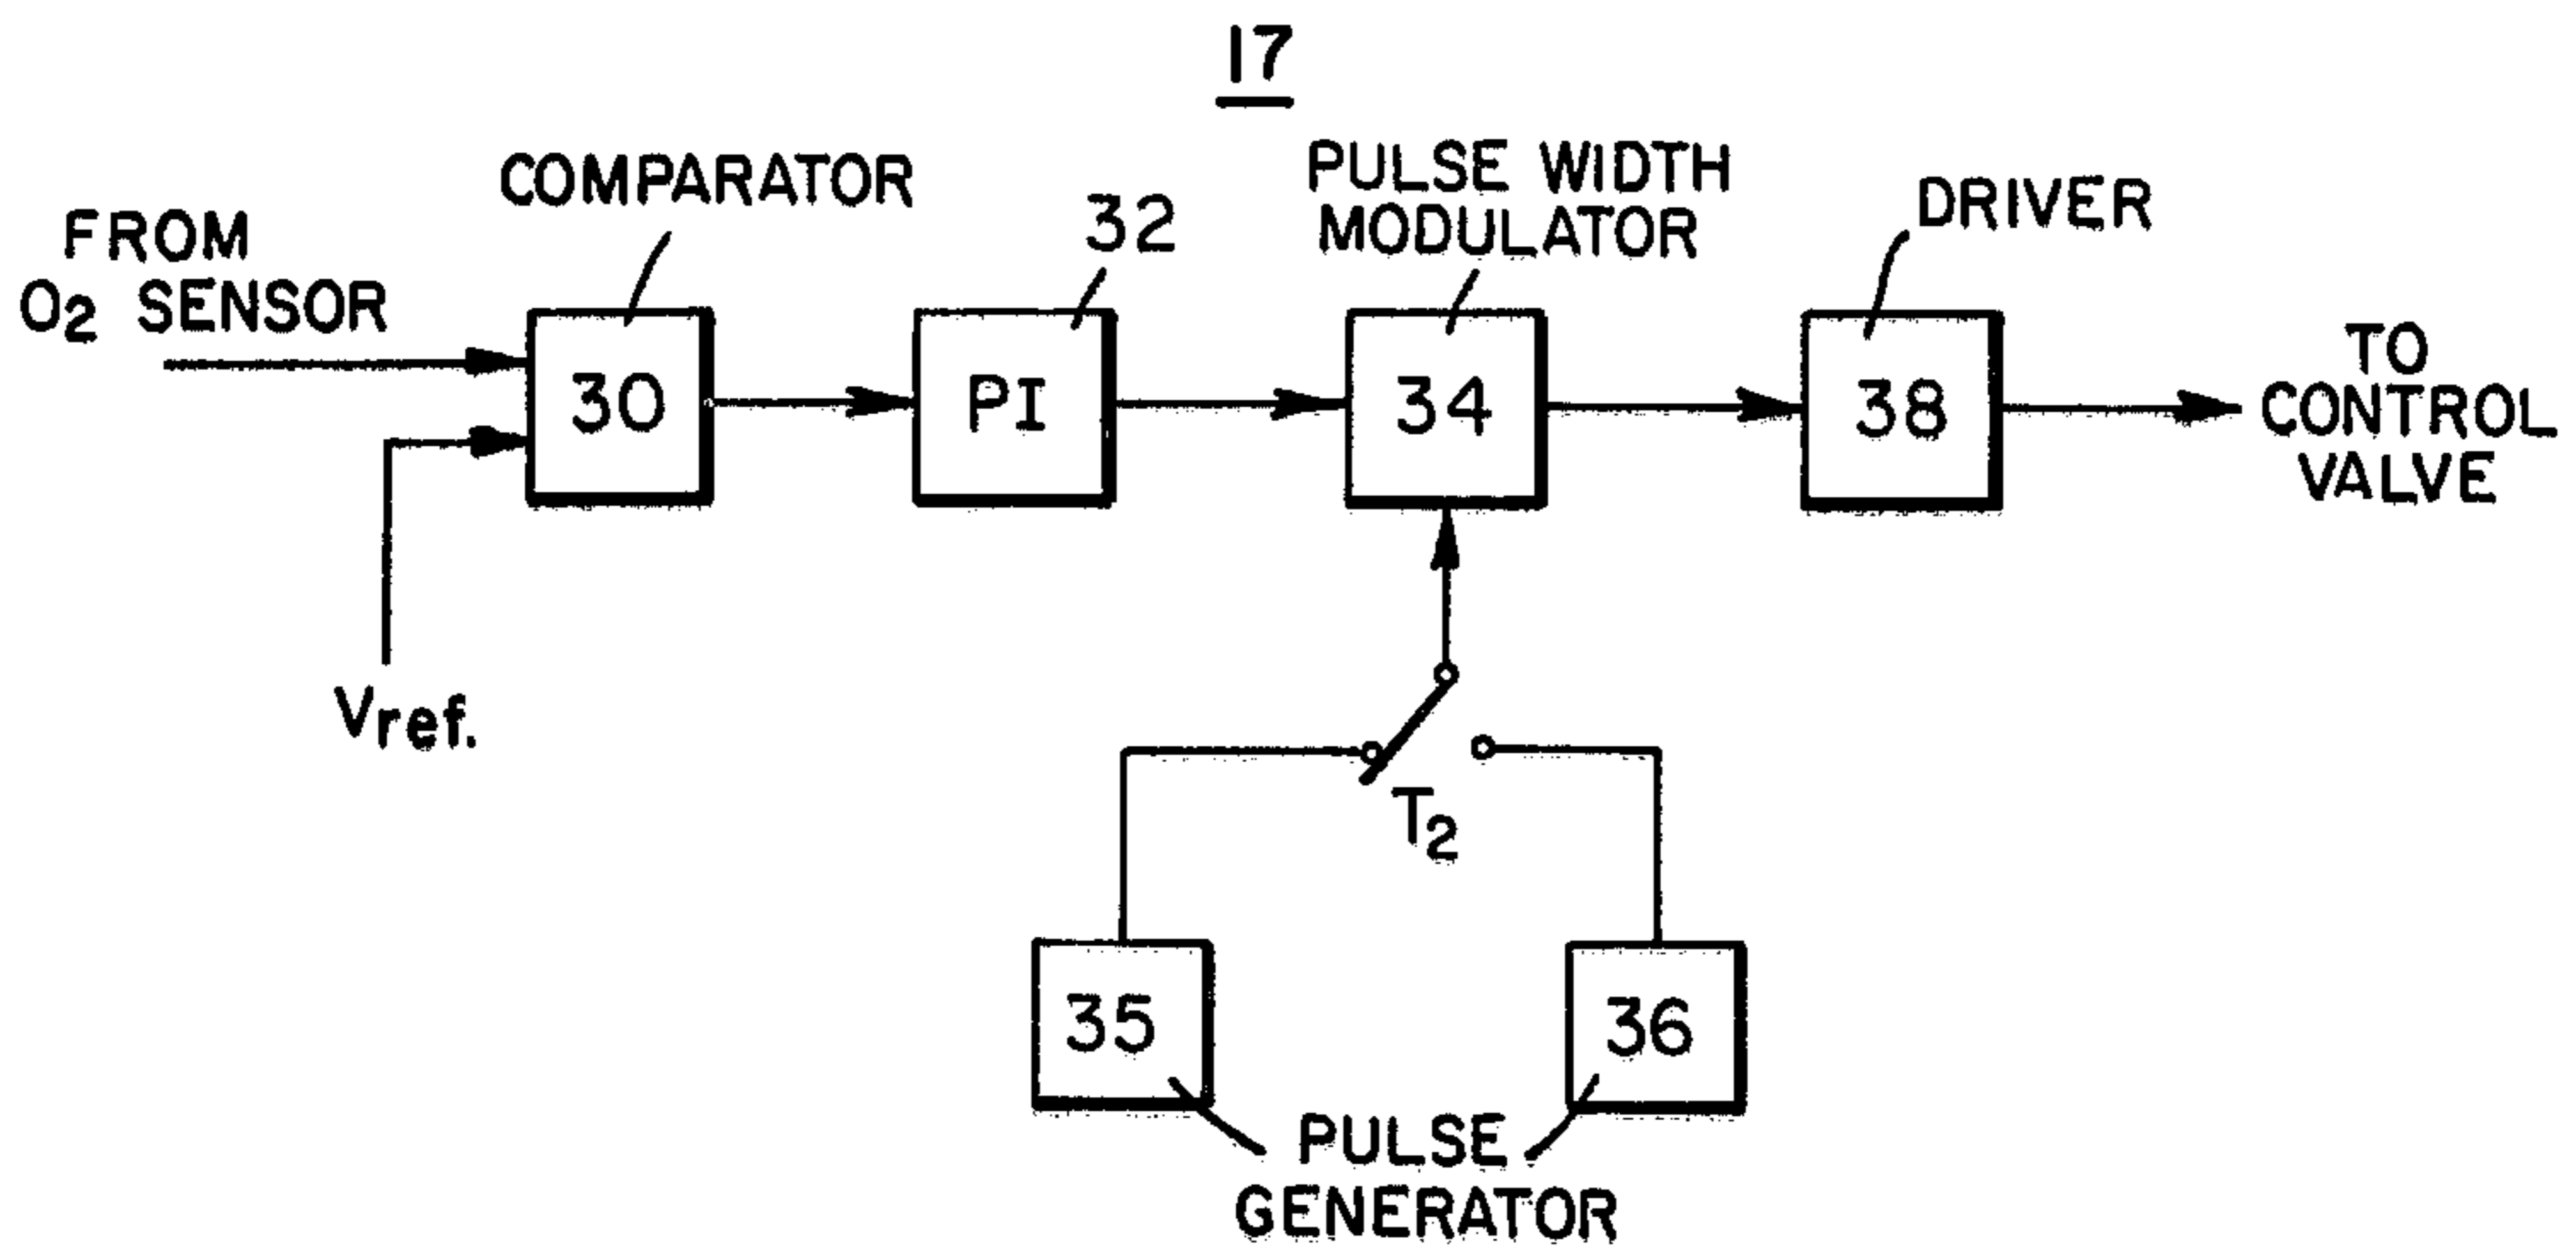 17
COMPARATOR
PULSE WIDTH
MODULATOR
DRIVER
32
FROM
O₂ SENSOR
30
PI
34
38
TO
CONTROL
VALVE
Vref.
T₂
35
36
PULSE
GENERATOR